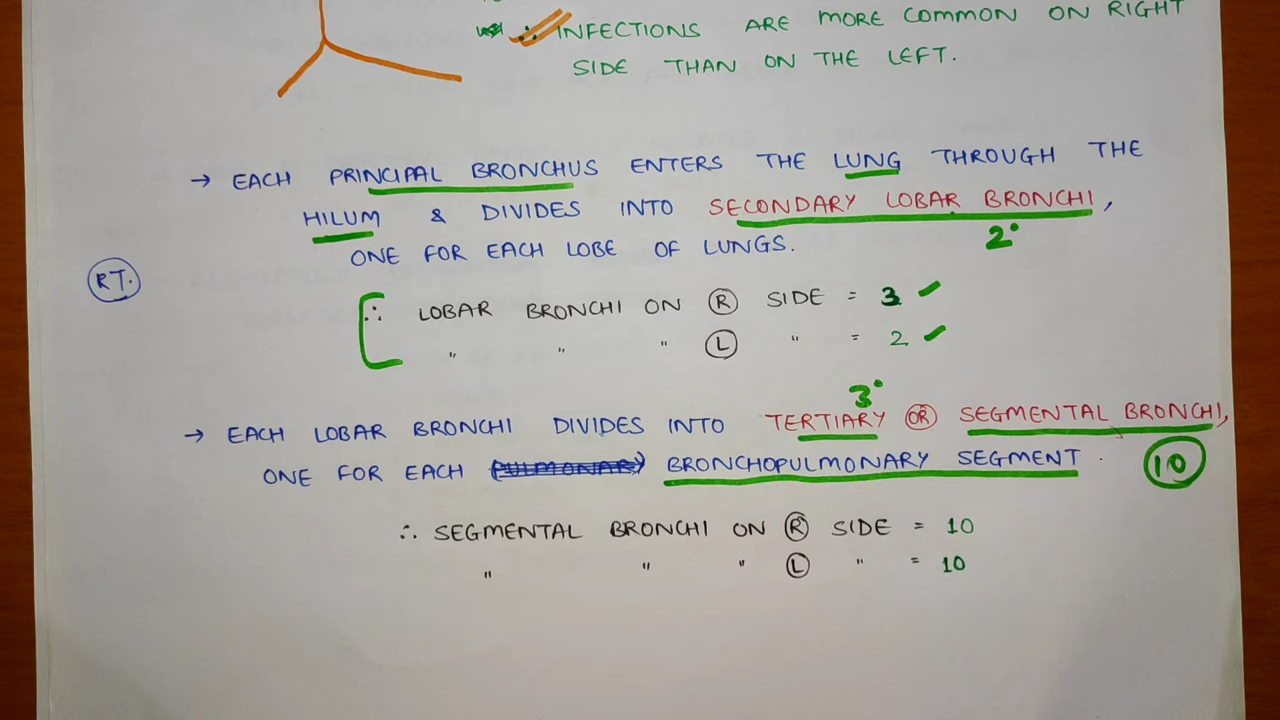 ∴ INFECTIONS ARE MORE COMMON ON RIGHT
SIDE THAN ON THE LEFT.
→ EACH PRINCIPAL BRONCHUS ENTERS THE LUNG THROUGH THE
HILUM & DIVIDES INTO SECONDARY LOBAR BRONCHI,
2°
ONE FOR EACH LOBE OF LUNGS.
RT.
∴ LOBAR BRONCHI ON Ⓡ SIDE = 3 ✓
" " " Ⓛ " = 2 ✓
3°
→ EACH LOBAR BRONCHI DIVIDES INTO TERTIARY OR SEGMENTAL BRONCHI,
ONE FOR EACH (PULMONARY) BRONCHOPULMONARY SEGMENT. 10
∴ SEGMENTAL BRONCHI ON Ⓡ SIDE = 10
" " " Ⓛ " = 10